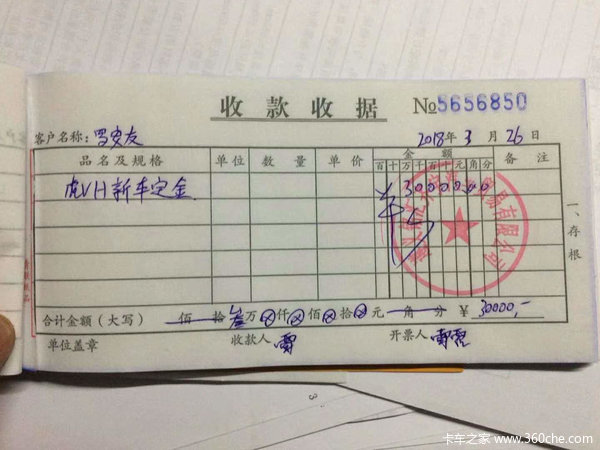 收款收据 №5656850
客户名称: 2018年3月26日
品名及规格 单位 数量 单价 金额 备注
百十万千百十元角分
虎VH新车定金 30000.00
一、存根
合计金额（大写） 佰拾叁万⊗仟⊗佰⊗拾⊗元角分 ¥30000,-
单位盖章 收款人 开票人
卡车之家 www.360che.com